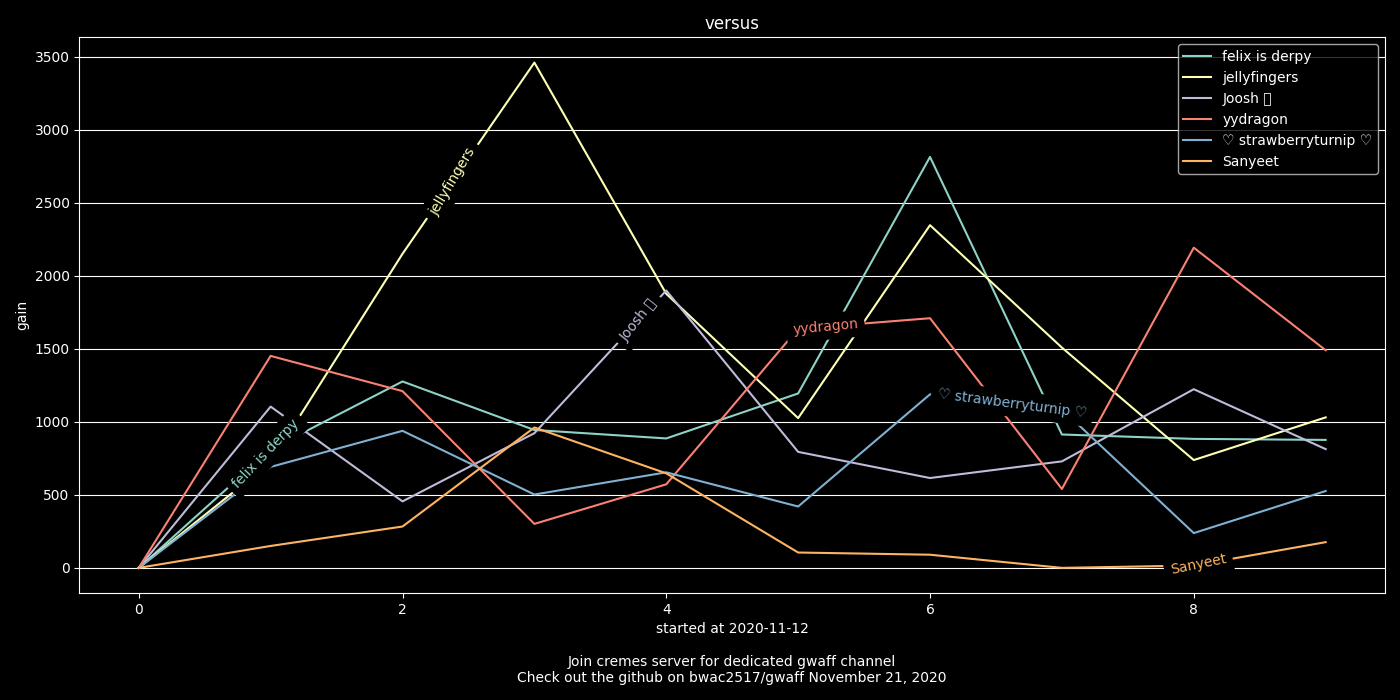 versus
3500
3000
2500
2000
1500
1000
500
0
gain
felix is derpy
jellyfingers
Joosh
yydragon
♡ strawberryturnip ♡
Sanyeet
jellyfingers
Joosh
yydragon
♡ strawberryturnip ♡
felix is derpy
Sanyeet
0 2 4 6 8
started at 2020-11-12
Join cremes server for dedicated gwaff channel
Check out the github on bwac2517/gwaff November 21, 2020